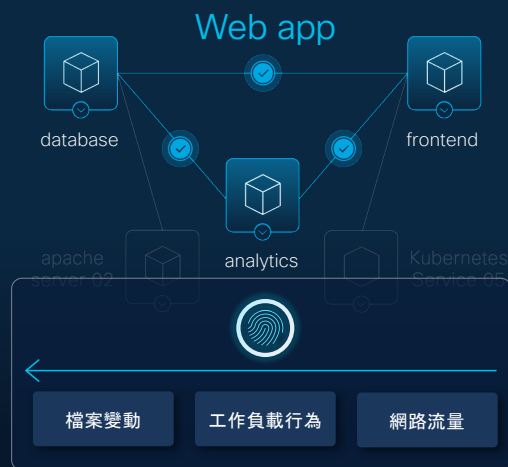 Web app
database
frontend
analytics
apache
server 02
Kubernetes
Service 05
檔案變動
工作負載行為
網路流量